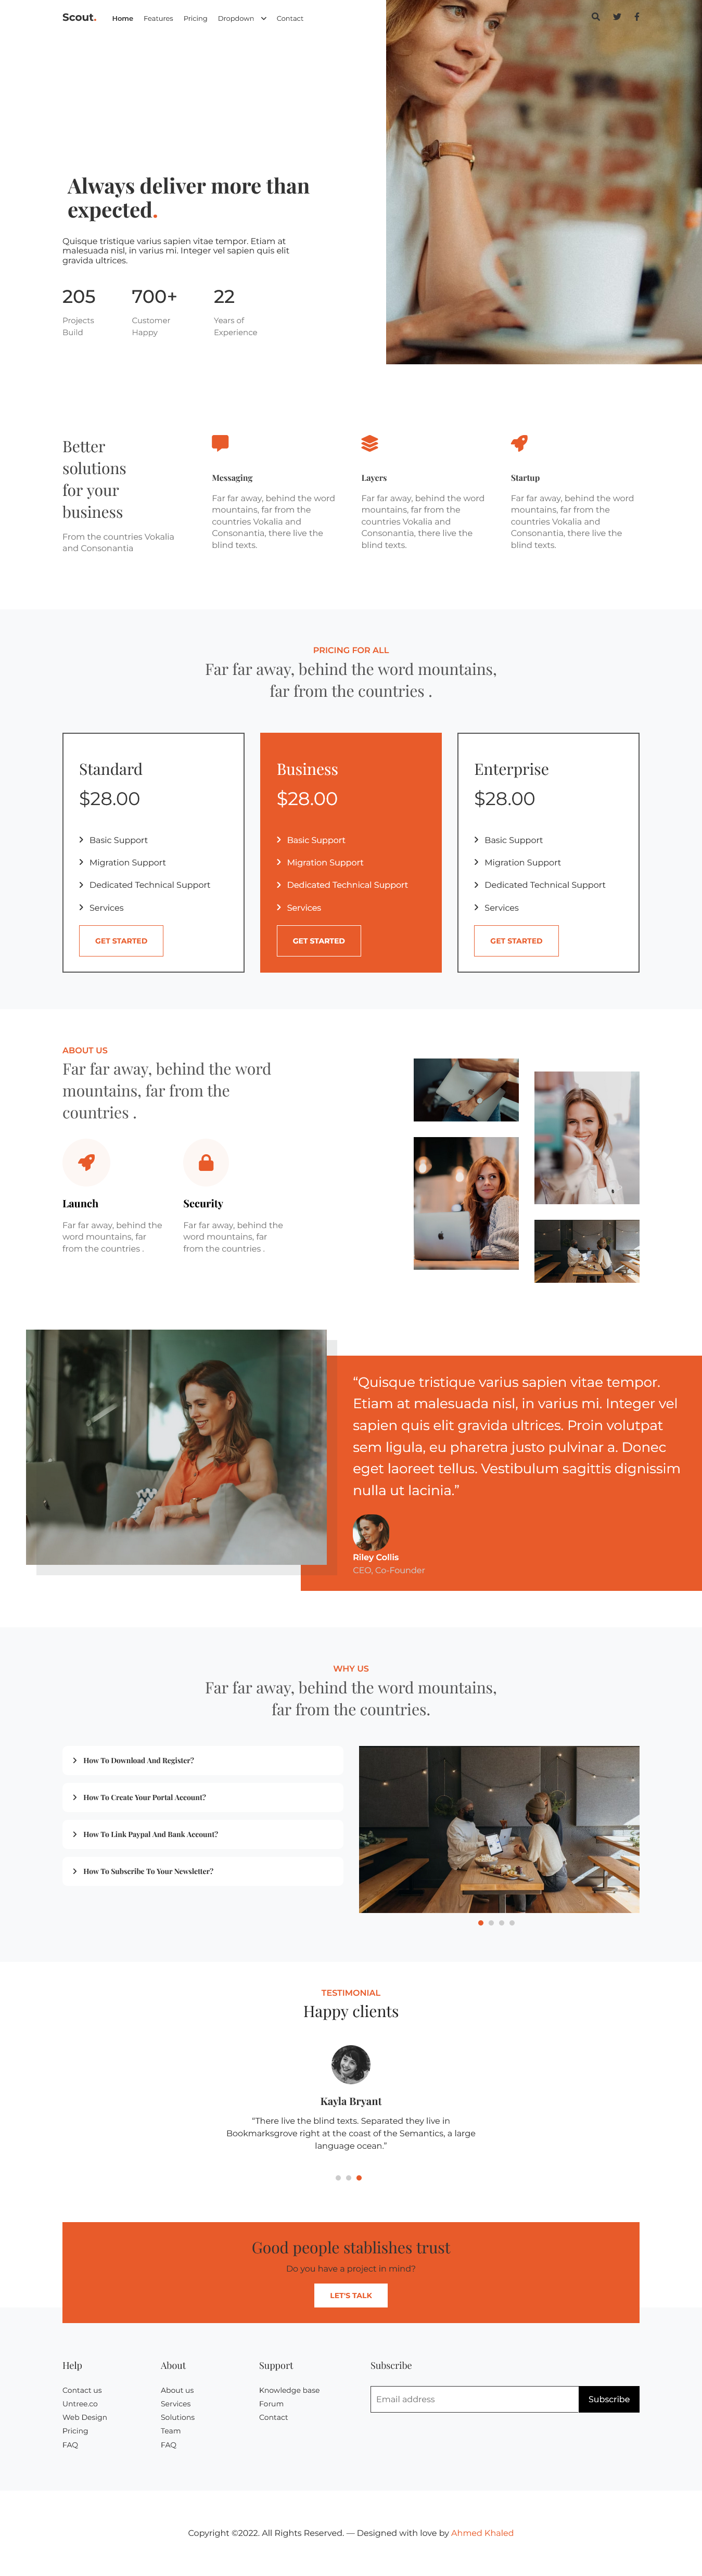 Scout.
Home
Features
Pricing
Dropdown
Contact
Always deliver more than
expected.
Quisque tristique varius sapien vitae tempor. Etiam at
malesuada nisl, in varius mi. Integer vel sapien quis elit
gravida ultrices.
205
Projects
Build
700+
Customer
Happy
22
Years of
Experience
Better
solutions
for your
business
From the countries Vokalia
and Consonantia
Messaging
Far far away, behind the word
mountains, far from the
countries Vokalia and
Consonantia, there live the
blind texts.
Layers
Far far away, behind the word
mountains, far from the
countries Vokalia and
Consonantia, there live the
blind texts.
Startup
Far far away, behind the word
mountains, far from the
countries Vokalia and
Consonantia, there live the
blind texts.
PRICING FOR ALL
Far far away, behind the word mountains,
far from the countries .
Standard
$28.00
Basic Support
Migration Support
Dedicated Technical Support
Services
GET STARTED
Business
$28.00
Basic Support
Migration Support
Dedicated Technical Support
Services
GET STARTED
Enterprise
$28.00
Basic Support
Migration Support
Dedicated Technical Support
Services
GET STARTED
ABOUT US
Far far away, behind the word
mountains, far from the
countries .
Launch
Far far away, behind the
word mountains, far
from the countries .
Security
Far far away, behind the
word mountains, far
from the countries .
“Quisque tristique varius sapien vitae tempor.
Etiam at malesuada nisl, in varius mi. Integer vel
sapien quis elit gravida ultrices. Proin volutpat
sem ligula, eu pharetra justo pulvinar a. Donec
eget laoreet tellus. Vestibulum sagittis dignissim
nulla ut lacinia.”
Riley Collis
CEO, Co-Founder
WHY US
Far far away, behind the word mountains,
far from the countries.
How To Download And Register?
How To Create Your Portal Account?
How To Link Paypal And Bank Account?
How To Subscribe To Your Newsletter?
TESTIMONIAL
Happy clients
Kayla Bryant
“There live the blind texts. Separated they live in
Bookmarksgrove right at the coast of the Semantics, a large
language ocean.”
Good people stablishes trust
Do you have a project in mind?
LET'S TALK
Help
Contact us
Untree.co
Web Design
Pricing
FAQ
About
About us
Services
Solutions
Team
FAQ
Support
Knowledge base
Forum
Contact
Subscribe
Email address
Subscribe
Copyright ©2022. All Rights Reserved. — Designed with love by Ahmed Khaled